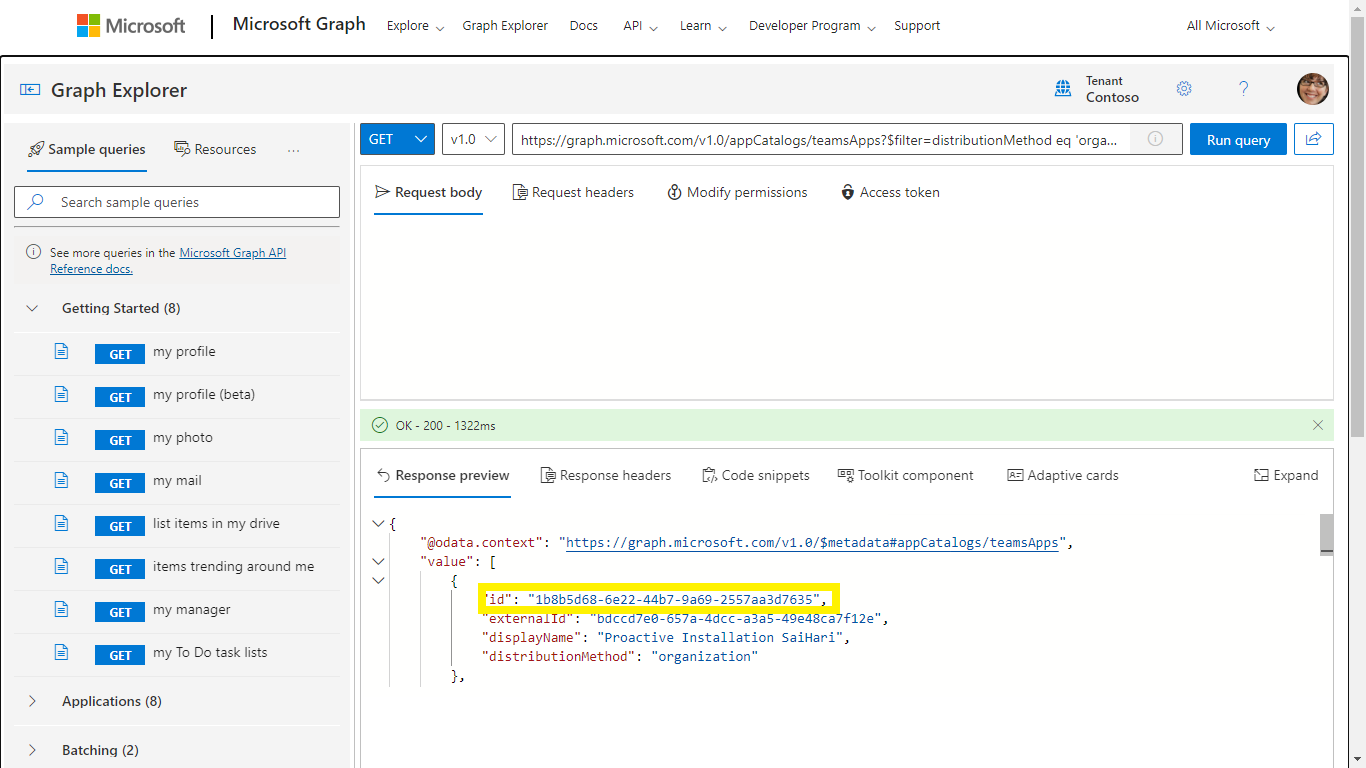 Microsoft
Microsoft Graph
Explore
Graph Explorer
Docs
API
Learn
Developer Program
Support
All Microsoft
Graph Explorer
Tenant
Contoso
?
Sample queries
Resources
...
GET
v1.0
https://graph.microsoft.com/v1.0/appCatalogs/teamsApps?$filter=distributionMethod eq 'orga...
Run query
Search sample queries
Request body
Request headers
Modify permissions
Access token
See more queries in the Microsoft Graph API
Reference docs.
Getting Started (8)
GET my profile
GET my profile (beta)
GET my photo
GET my mail
GET list items in my drive
GET items trending around me
GET my manager
GET my To Do task lists
Applications (8)
Batching (2)
OK - 200 - 1322ms
Response preview
Response headers
Code snippets
Toolkit component
Adaptive cards
Expand
{
"@odata.context": "https://graph.microsoft.com/v1.0/$metadata#appCatalogs/teamsApps",
"value": [
{
"id": "1b8b5d68-6e22-44b7-9a69-2557aa3d7635",
"externalId": "bdccd7e0-657a-4dcc-a3a5-49e48ca7f12e",
"displayName": "Proactive Installation SaiHari",
"distributionMethod": "organization"
},